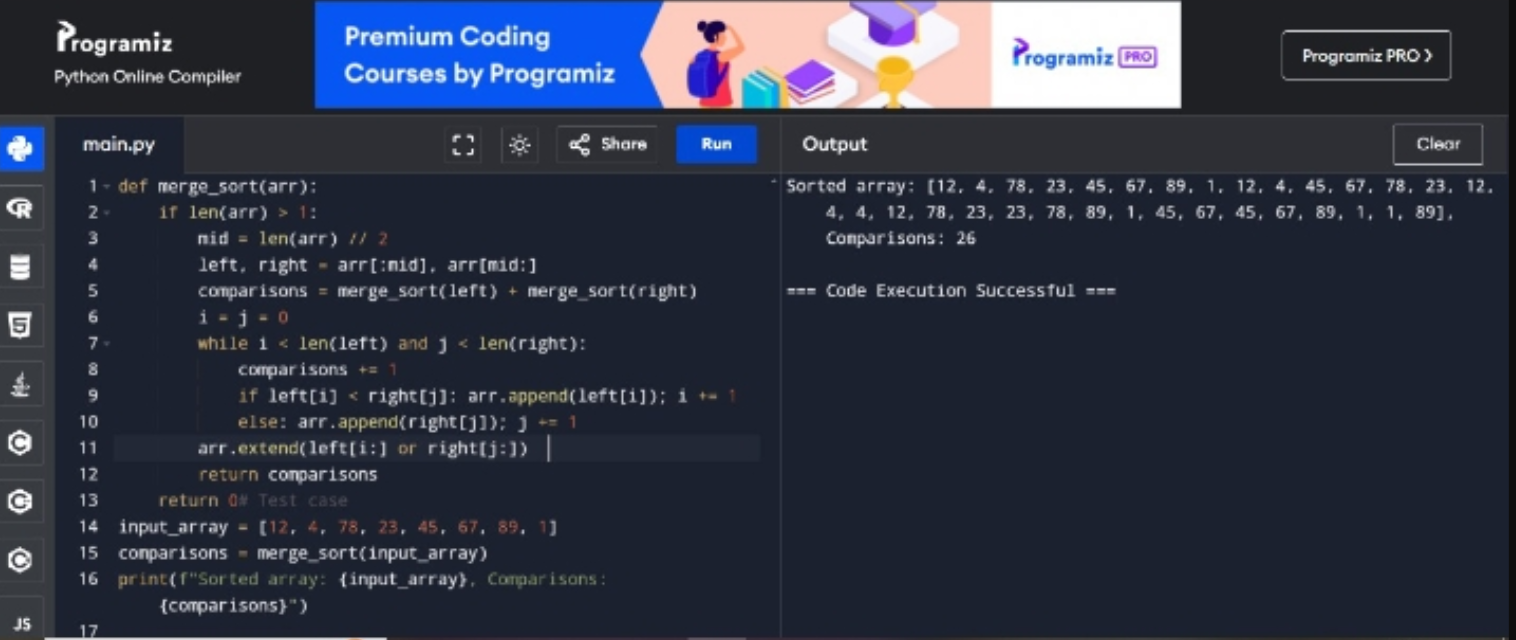 Programiz
Python Online Compiler
Premium Coding
Courses by Programiz
Programiz PRO
Programiz PRO >
main.py
Share
Run
Output
Clear
1 def merge_sort(arr):
2 if len(arr) > 1:
3 mid = len(arr) // 2
4 left, right = arr[:mid], arr[mid:]
5 comparisons = merge_sort(left) + merge_sort(right)
6 i = j = 0
7 while i < len(left) and j < len(right):
8 comparisons += 1
9 if left[i] < right[j]: arr.append(left[i]); i += 1
10 else: arr.append(right[j]); j += 1
11 arr.extend(left[i:] or right[j:])
12 return comparisons
13 return 0# Test case
14 input_array = [12, 4, 78, 23, 45, 67, 89, 1]
15 comparisons = merge_sort(input_array)
16 print(f"Sorted array: {input_array}, Comparisons:
{comparisons}")
17
Sorted array: [12, 4, 78, 23, 45, 67, 89, 1, 12, 4, 45, 67, 78, 23, 12,
4, 4, 12, 78, 23, 23, 78, 89, 1, 45, 67, 45, 67, 89, 1, 1, 89],
Comparisons: 26
=== Code Execution Successful ===
R
5
C
C
JS